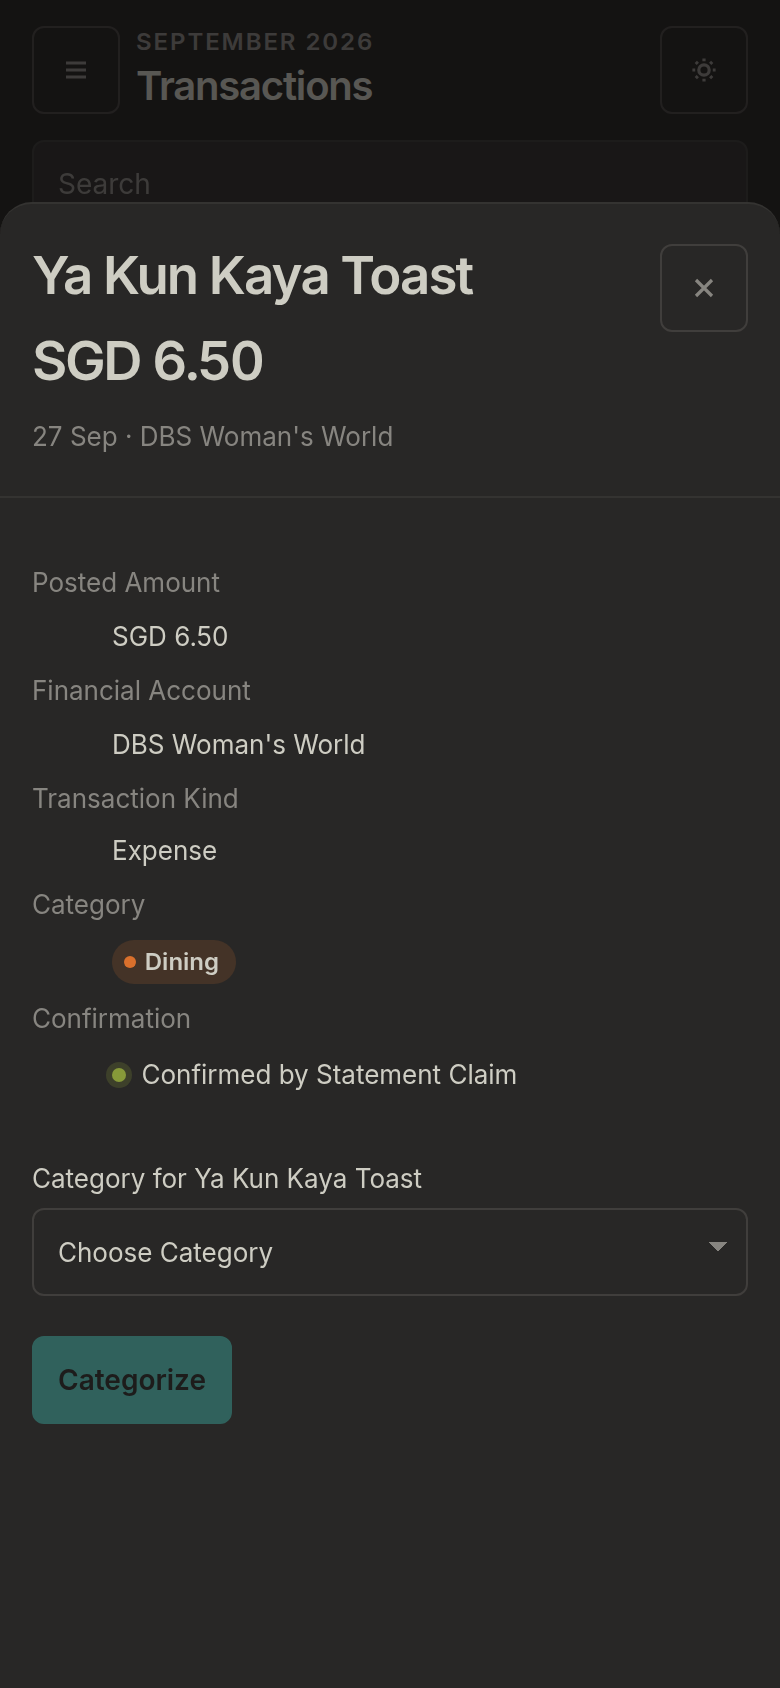 SEPTEMBER 2026
Transactions
Search
Ya Kun Kaya Toast
SGD 6.50
27 Sep · DBS Woman's World
Posted Amount
SGD 6.50
Financial Account
DBS Woman's World
Transaction Kind
Expense
Category
Dining
Confirmation
Confirmed by Statement Claim
Category for Ya Kun Kaya Toast
Choose Category
Categorize